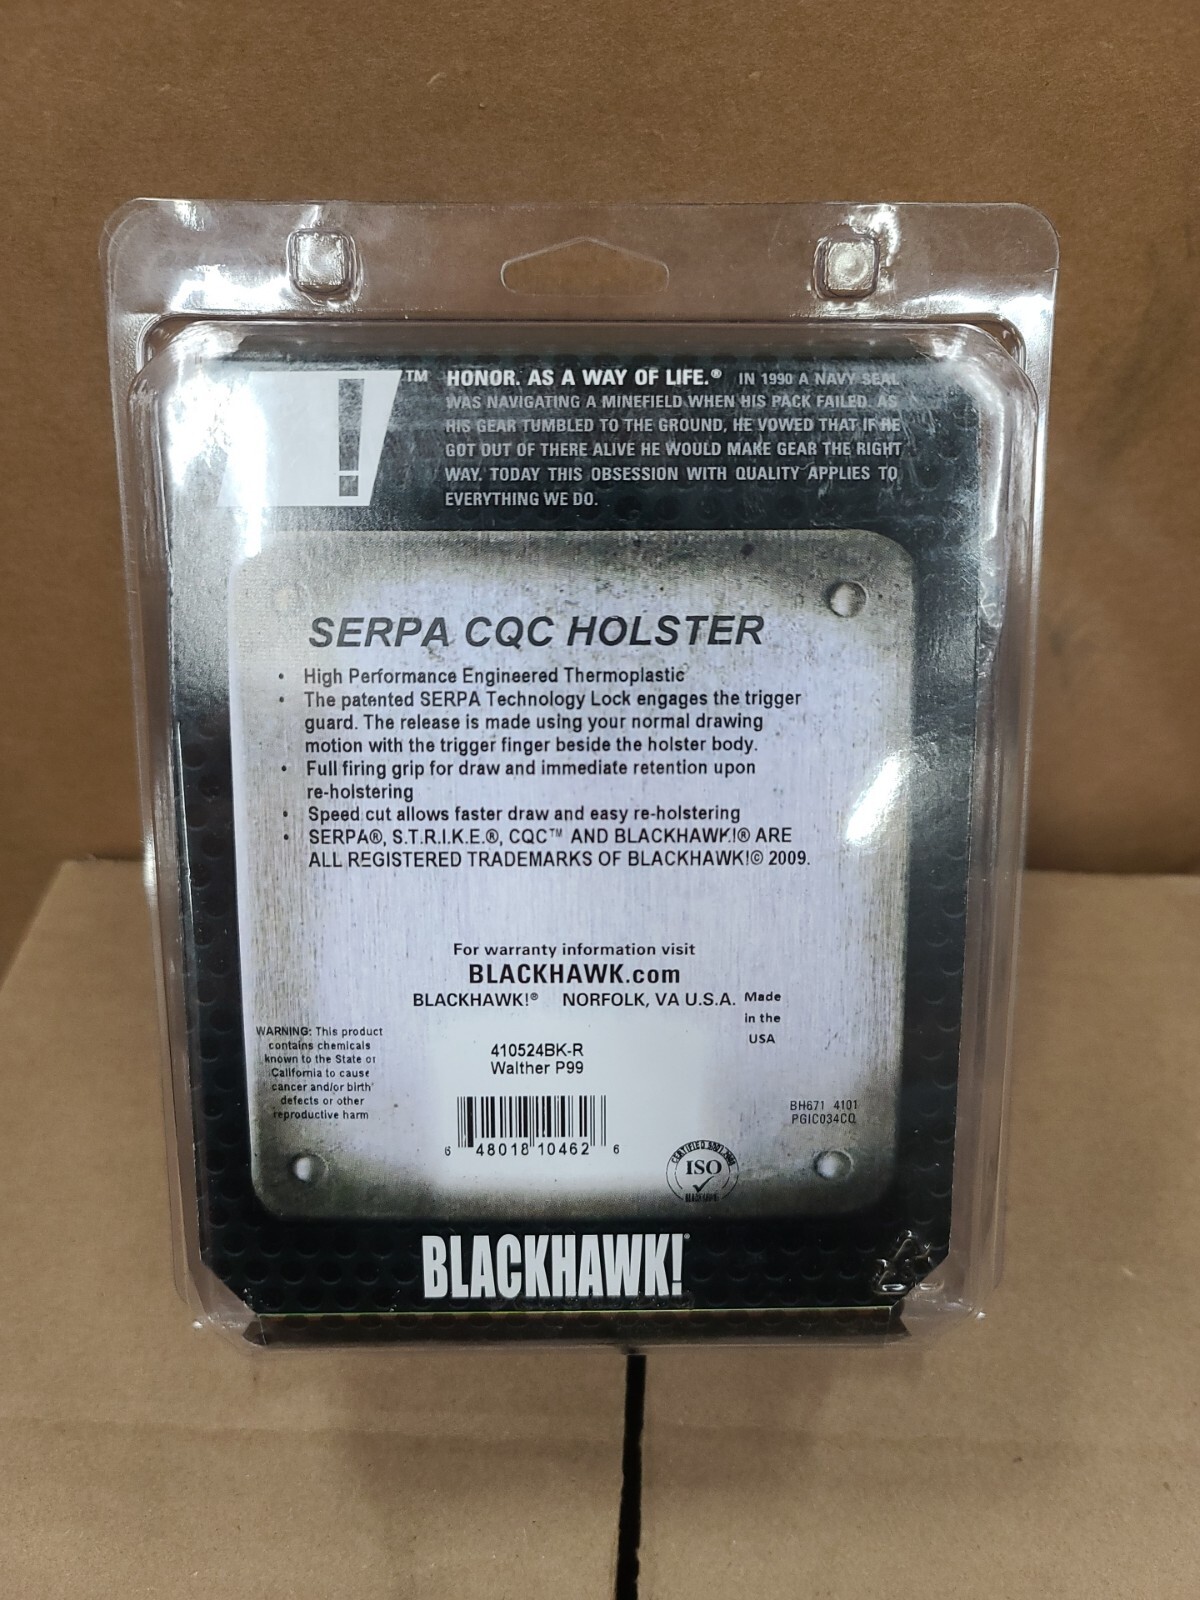 ™ HONOR. AS A WAY OF LIFE.® IN 1990 A NAVY SEAL
WAS NAVIGATING A MINEFIELD WHEN HIS PACK FAILED. AS
HIS GEAR TUMBLED TO THE GROUND, HE VOWED THAT IF HE
GOT OUT OF THERE ALIVE HE WOULD MAKE GEAR THE RIGHT
WAY. TODAY THIS OBSESSION WITH QUALITY APPLIES TO
EVERYTHING WE DO.
SERPA CQC HOLSTER
• High Performance Engineered Thermoplastic
• The patented SERPA Technology Lock engages the trigger
guard. The release is made using your normal drawing
motion with the trigger finger beside the holster body.
• Full firing grip for draw and immediate retention upon
re-holstering
• Speed cut allows faster draw and easy re-holstering
• SERPA®, S.T.R.I.K.E.®, CQC™ AND BLACKHAWK!® ARE
ALL REGISTERED TRADEMARKS OF BLACKHAWK!© 2009.
For warranty information visit
BLACKHAWK.com
BLACKHAWK!® NORFOLK, VA U.S.A.
Made
in the
USA
WARNING: This product
contains chemicals
known to the State or
California to cause
cancer and/or birth
defects or other
reproductive harm
410524BK-R
Walther P99
6 48018 10462 6
BH671 4101
PGIC034CQ
CERTIFIED
ISO
BLACKHAWK!®